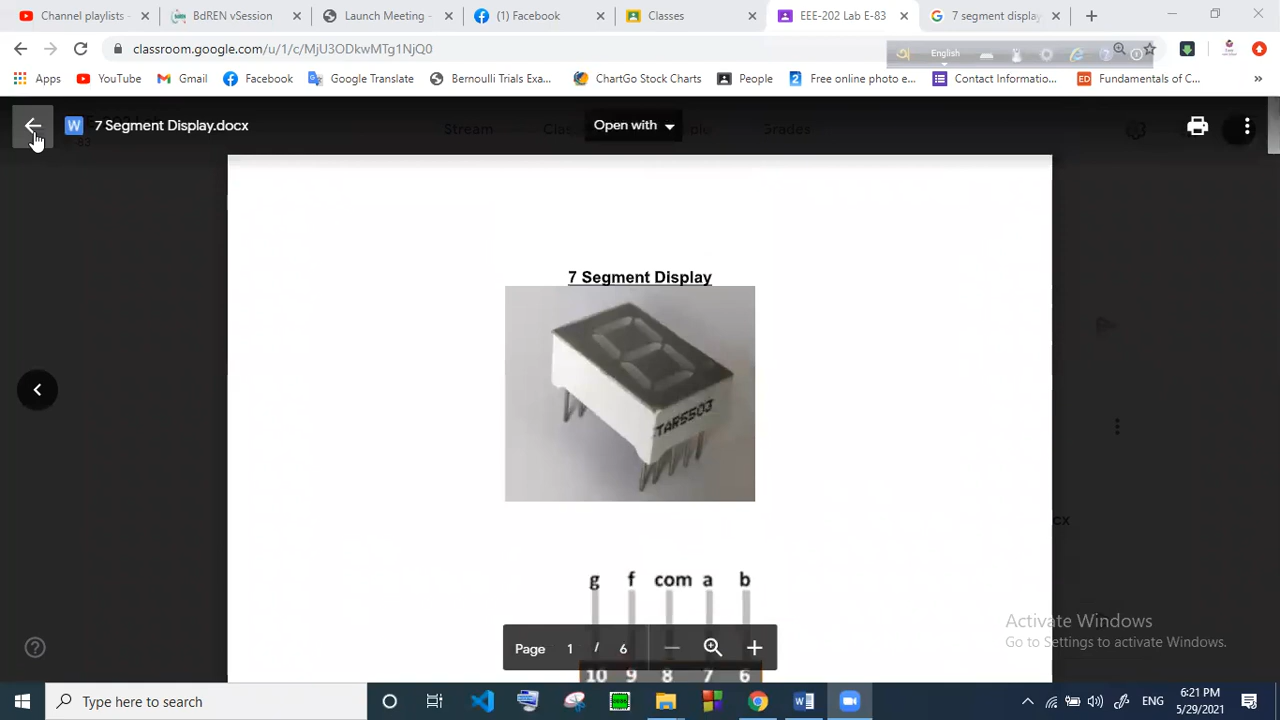 Channel playlists -
BdREN vSession
Launch Meeting -
(1) Facebook
Classes
EEE-202 Lab E-83
7 segment display
classroom.google.com/u/1/c/MjU3ODkwMTg1NjQ0
English
Apps
YouTube
Gmail
Facebook
Google Translate
Bernoulli Trials Exa...
ChartGo Stock Charts
People
Free online photo e...
Contact Informatio...
Fundamentals of C...
7 Segment Display.docx
Stream
Open with
Grades
7 Segment Display
TAR5503
g f com a b
10 9 8 7 6
Page 1 / 6
Activate Windows
Go to Settings to activate Windows.
Type here to search
ENG
6:21 PM
5/29/2021